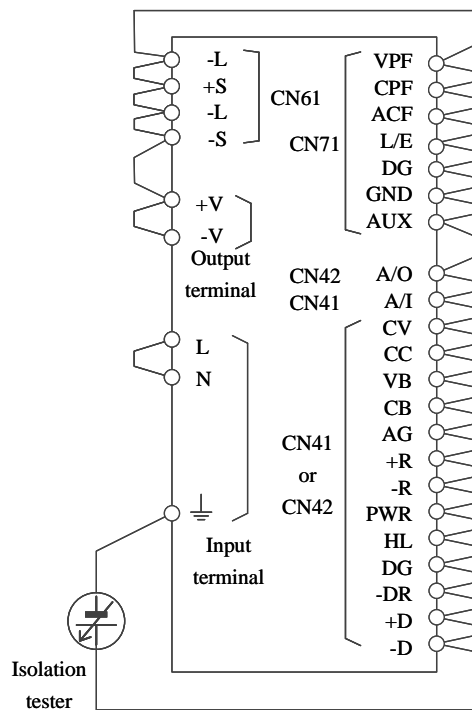 -L
+S
-L
-S
CN61
+V
-V
Output
terminal
L
N
Input
terminal
Isolation
tester
CN71
VPF
CPF
ACF
L/E
DG
GND
AUX
CN42
A/O
CN41
A/I
CN41
or
CN42
CV
CC
VB
CB
AG
+R
-R
PWR
HL
DG
-DR
+D
-D